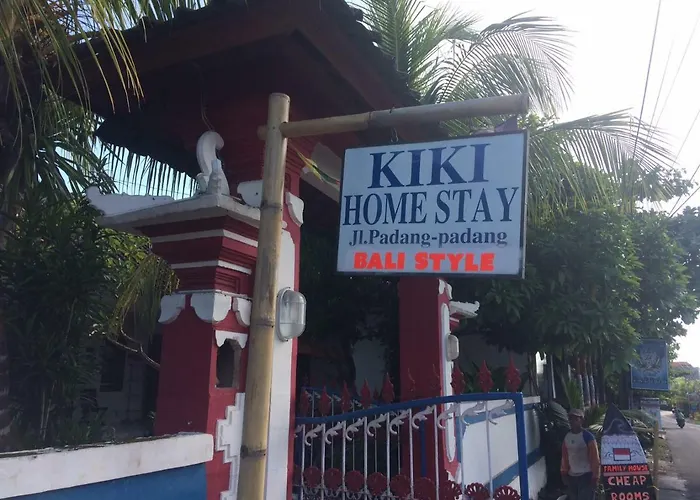 KIKI
HOME STAY
Jl.Padang-padang
BALI STYLE
FAMILY HOUSE
CHEAP
ROOMS